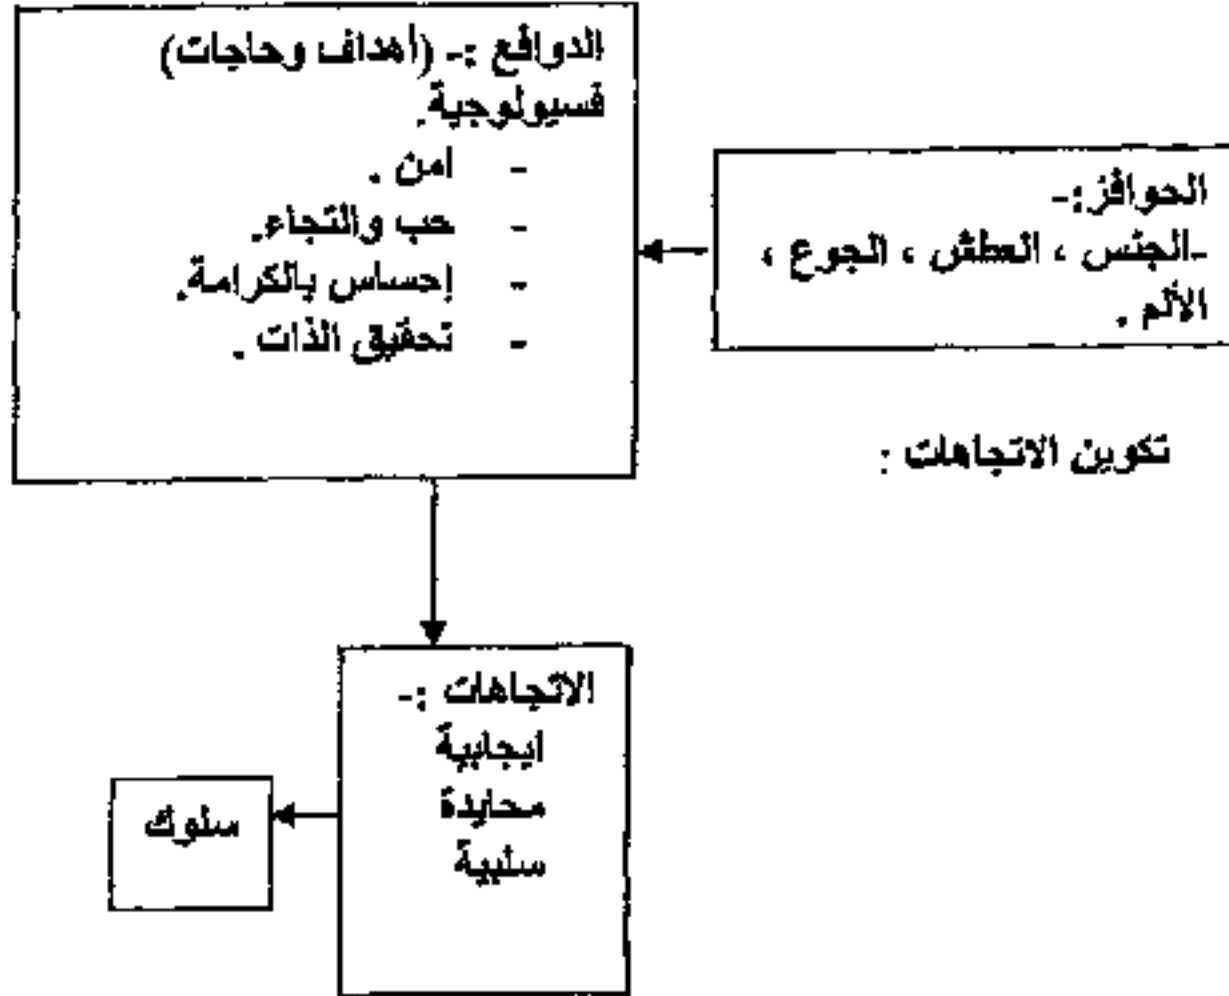 الدوافع :- (أهداف وحاجات)
فسيولوجية.
- امن .
- حب والتجاء.
- إحساس بالكرامة.
- تحقيق الذات .
الحوافز:-
-الجنس ، العطش ، الجوع ،
الألم .
تكوين الاتجاهات :
الاتجاهات :-
ايجابية
محايدة
سلبية
سلوك